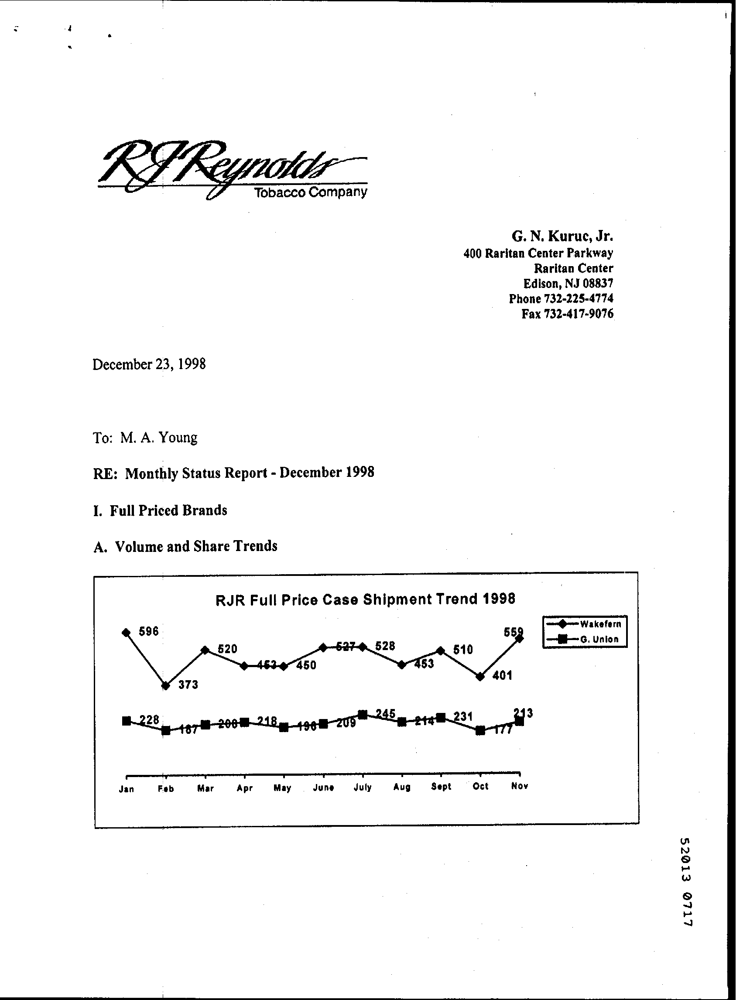 RJReynolds
Tobacco Company
G. N. Kuruc, Jr.
400 Raritan Center Parkway
Raritan Center
Edison, NJ 08837
Phone 732-225-4774
Fax 732-417-9076
December 23, 1998
To: M. A. Young
RE: Monthly Status Report - December 1998
I. Full Priced Brands
A. Volume and Share Trends
RJR Full Price Case Shipment Trend 1998
Wakefern
G. Union
596 373 520 453 450 527 528 453 510 401 559
228 187 208 218 196 209 245 214 231 177 213
Jan Feb Mar Apr May June July Aug Sept Oct Nov
52013 0717